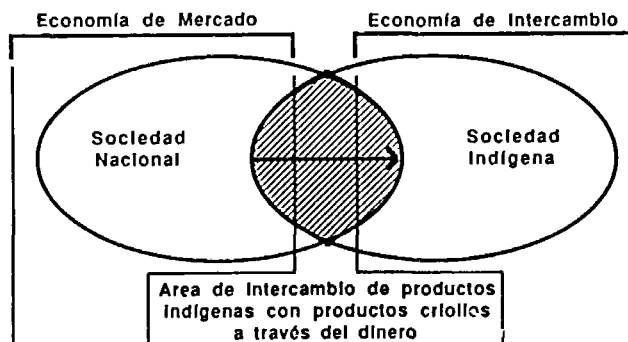 Economía de Mercado
Economía de Intercambio
Sociedad
Nacional
Sociedad
Indígena
Area de Intercambio de productos
Indígenas con productos criollos
a través del dinero